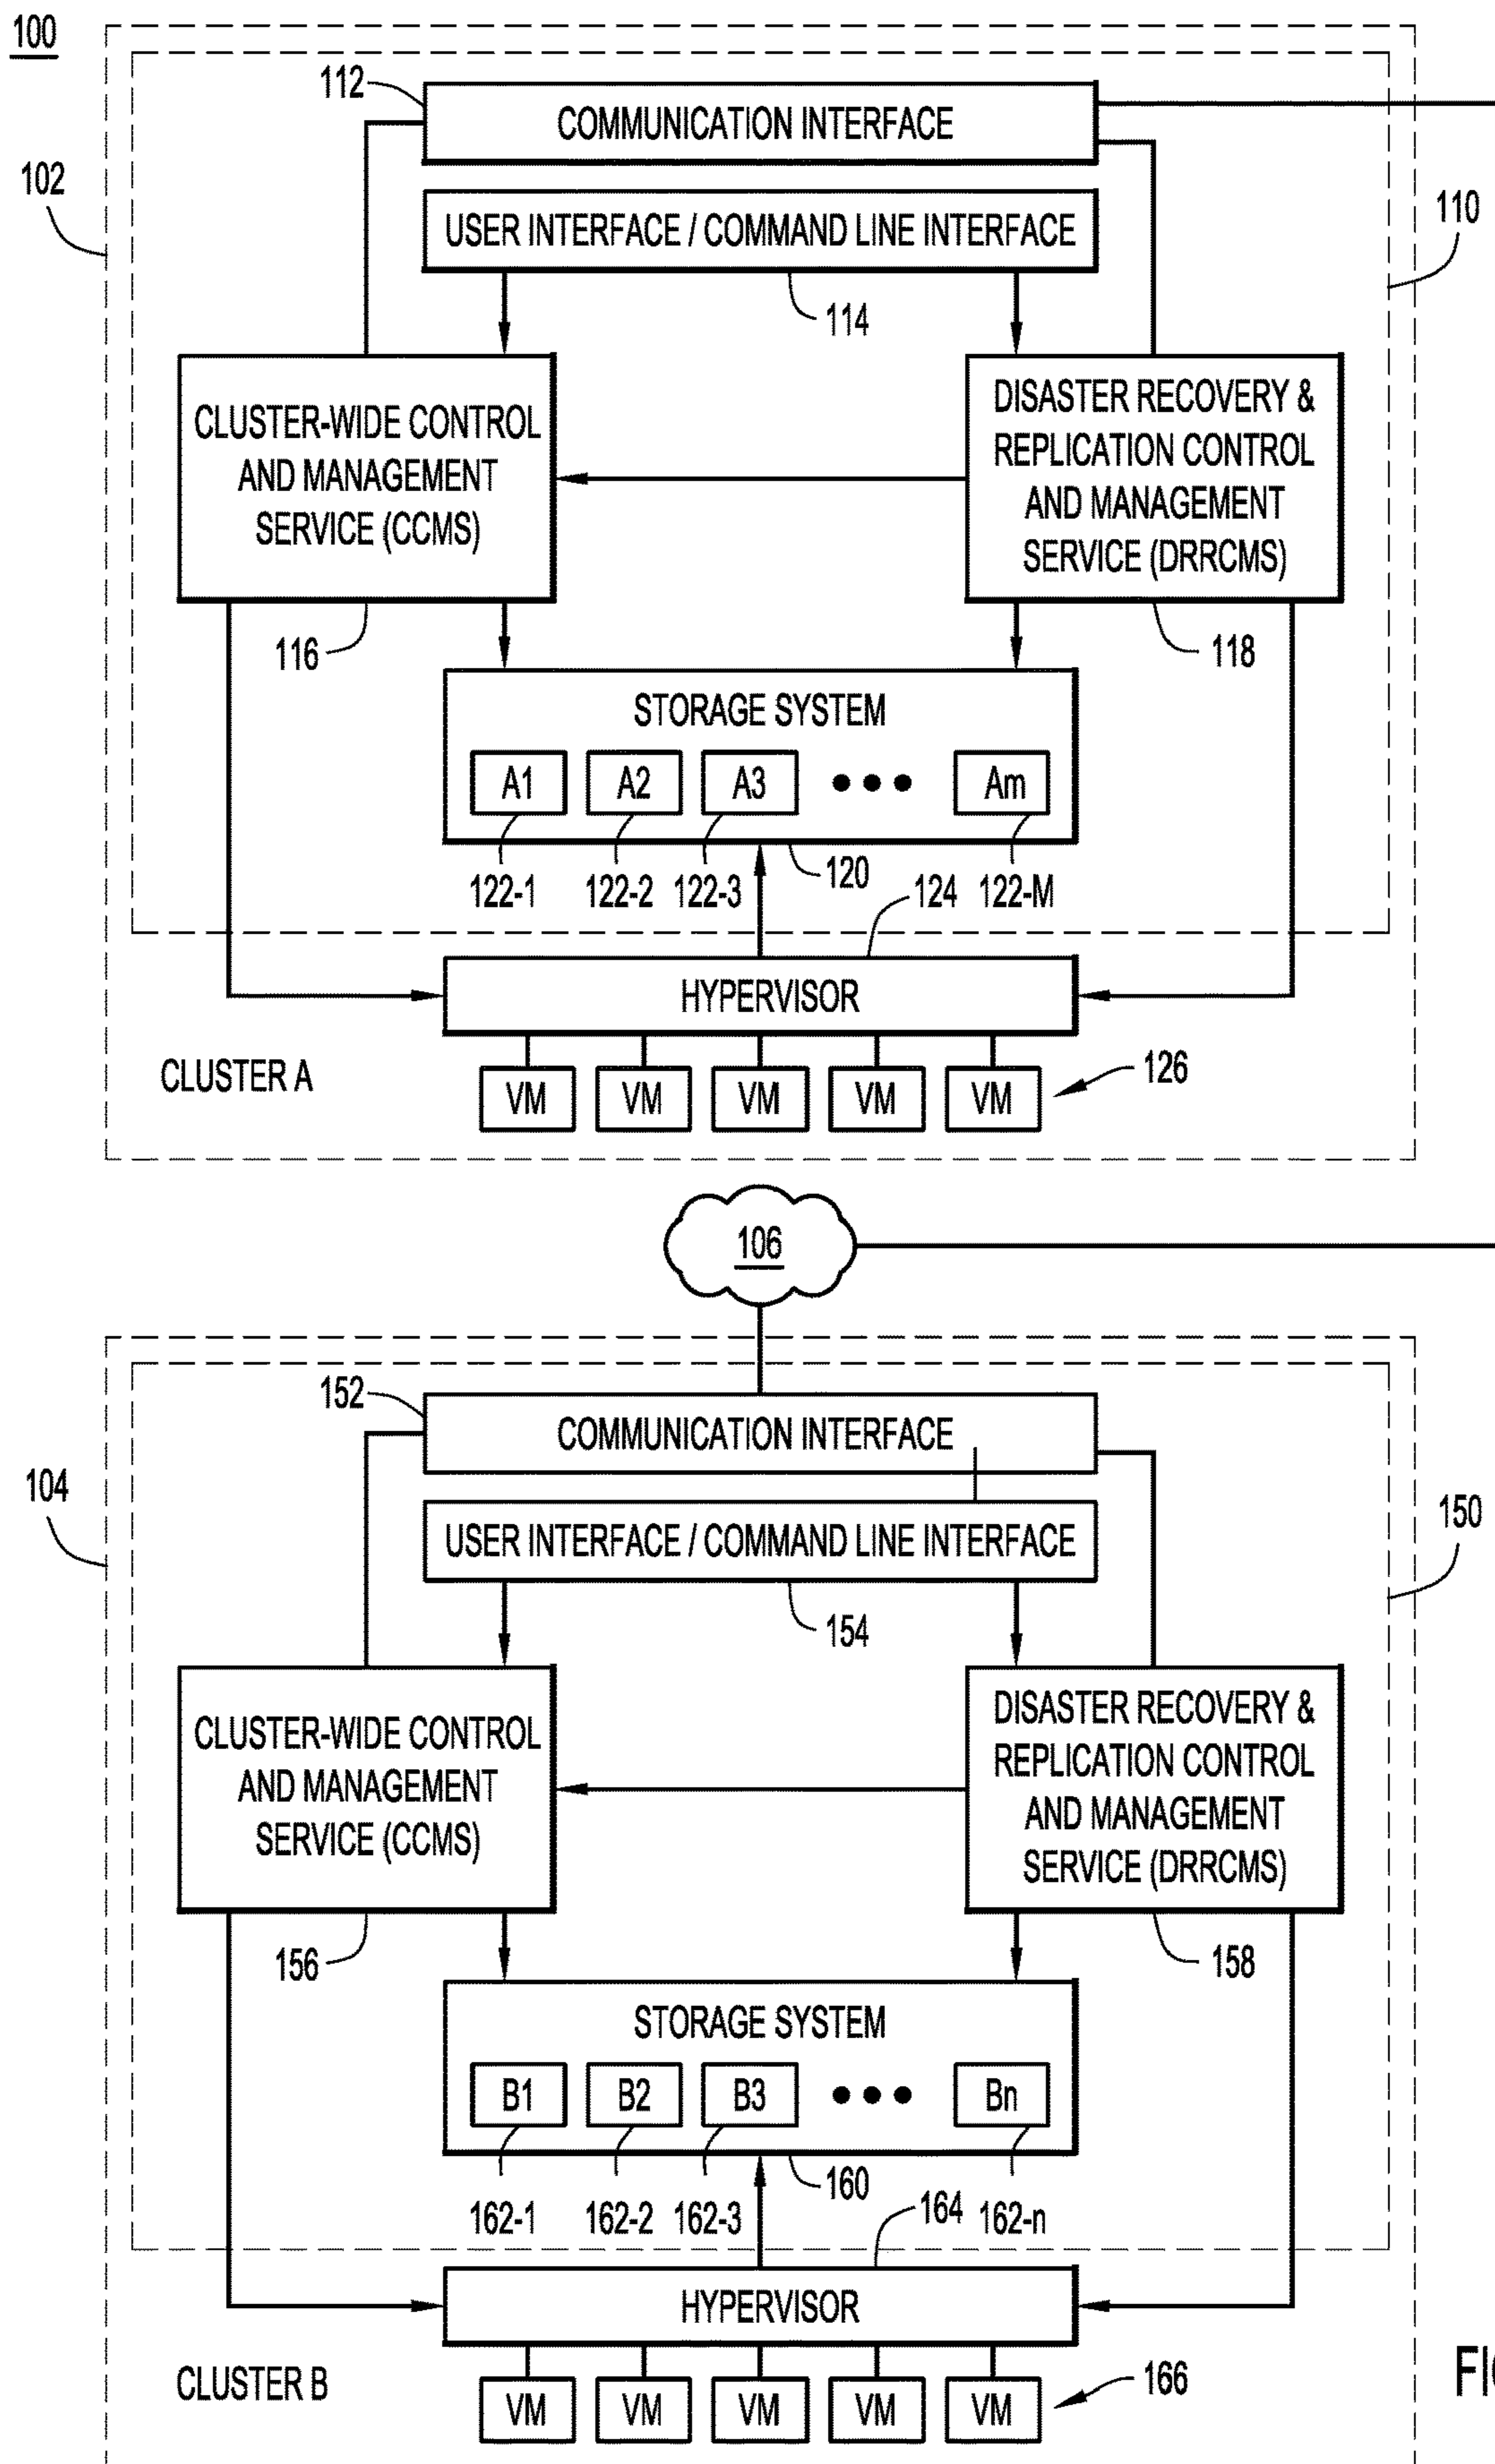 100
112
COMMUNICATION INTERFACE
102
USER INTERFACE / COMMAND LINE INTERFACE
110
114
CLUSTER-WIDE CONTROL
AND MANAGEMENT
SERVICE (CCMS)
DISASTER RECOVERY &
REPLICATION CONTROL
AND MANAGEMENT
SERVICE (DRRCMS)
116
118
STORAGE SYSTEM
A1 A2 A3 ••• Am
122-1 122-2 122-3 120 124 122-M
HYPERVISOR
CLUSTER A
VM VM VM VM VM
126
106
152
COMMUNICATION INTERFACE
104
USER INTERFACE / COMMAND LINE INTERFACE
150
154
CLUSTER-WIDE CONTROL
AND MANAGEMENT
SERVICE (CCMS)
DISASTER RECOVERY &
REPLICATION CONTROL
AND MANAGEMENT
SERVICE (DRRCMS)
156
158
STORAGE SYSTEM
B1 B2 B3 ••• Bn
162-1 162-2 162-3 160 164 162-n
HYPERVISOR
CLUSTER B
VM VM VM VM VM
166